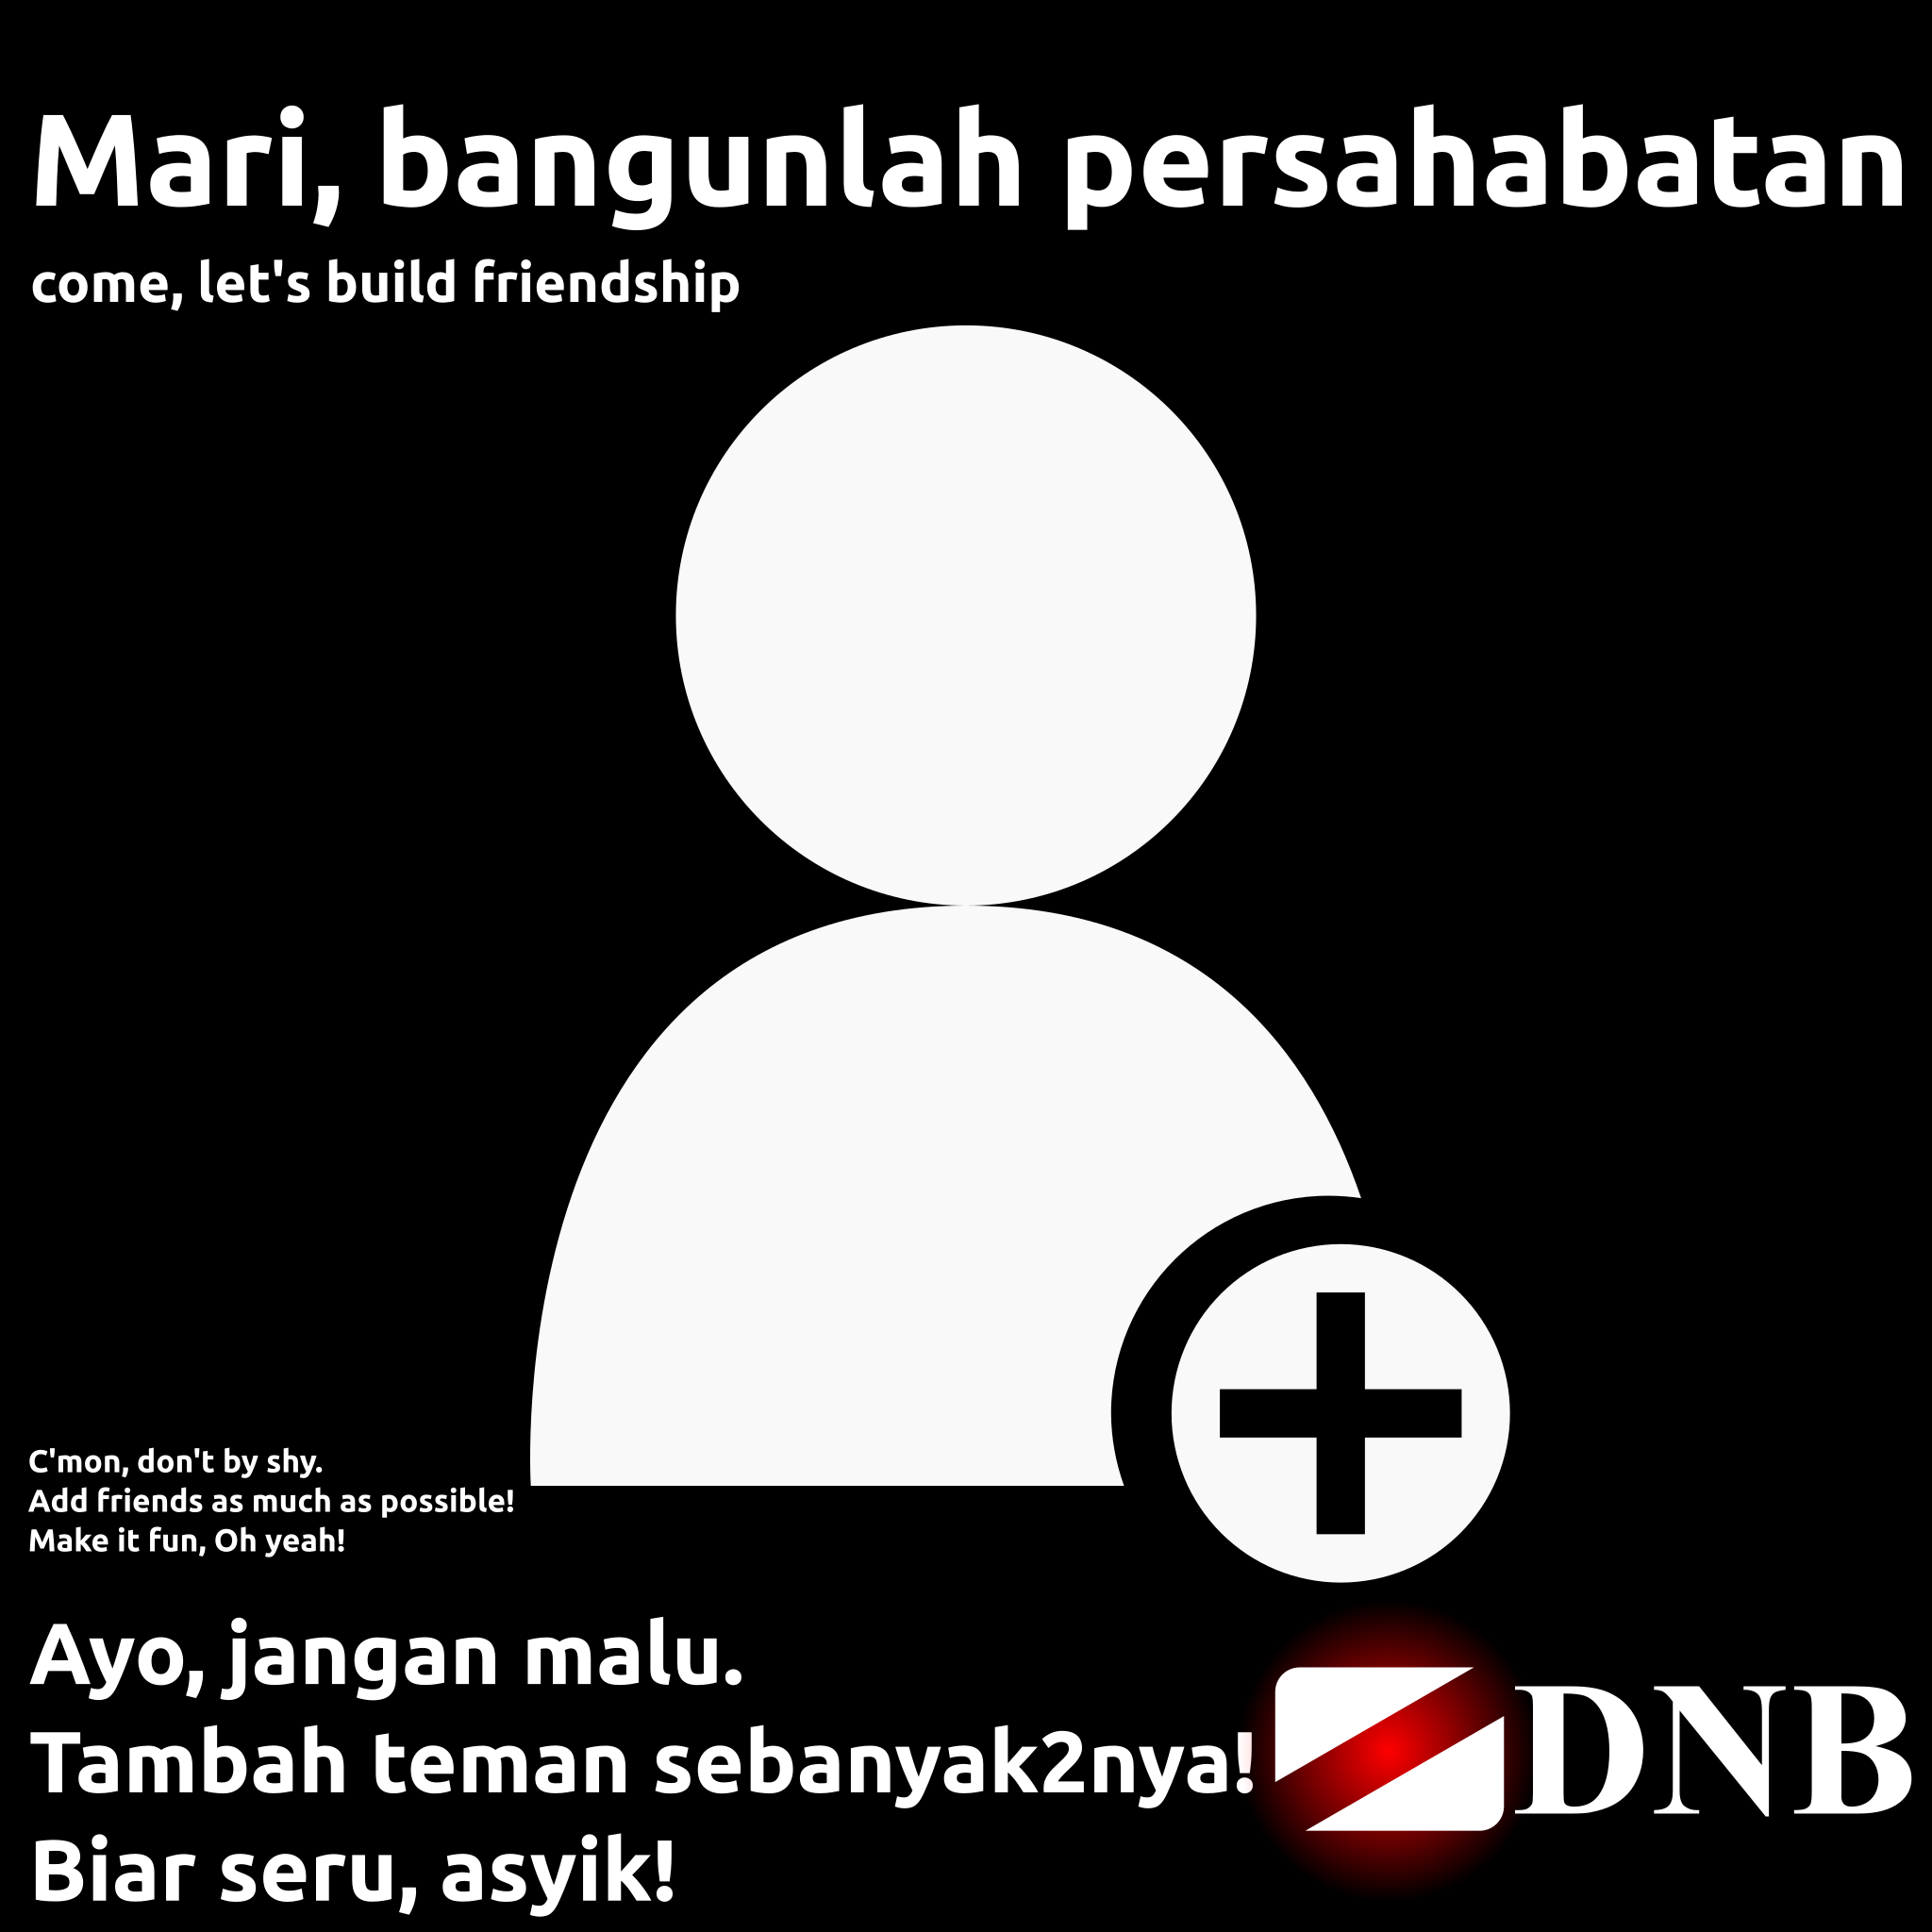 Mari, bangunlah persahabatan
come, let's build friendship
C'mon, don't by shy.
Add friends as much as possible!
Make it fun, Oh yeah!
Ayo, jangan malu.
Tambah teman sebanyak2nya!
Biar seru, asyik!
DNB